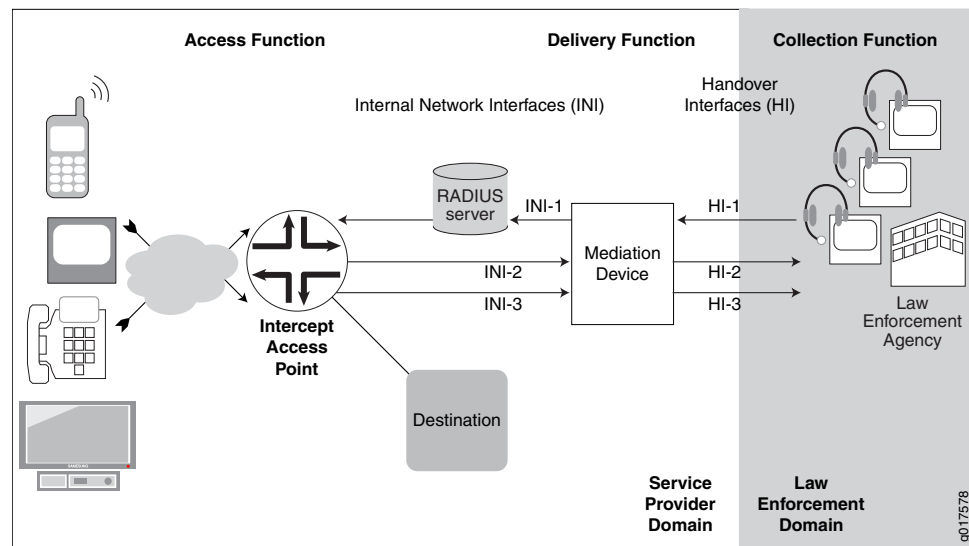 Access Function
Delivery Function
Collection Function
Internal Network Interfaces (INI)
Handover
Interfaces (HI)
RADIUS
server
INI-1
HI-1
Mediation
Device
INI-2
HI-2
INI-3
HI-3
Intercept
Access
Point
Law
Enforcement
Agency
Destination
SAMSUNG
Service
Provider
Domain
Law
Enforcement
Domain
g017578